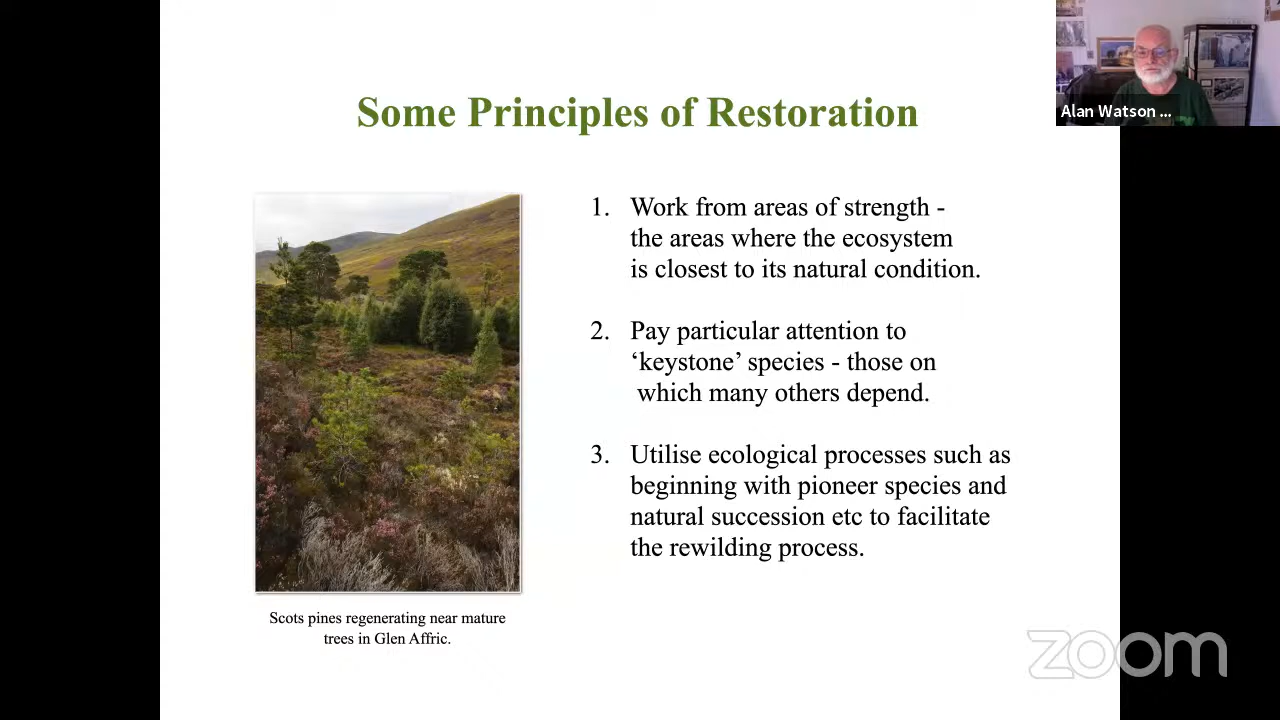 Alan Watson ...
Some Principles of Restoration
1. Work from areas of strength -
the areas where the ecosystem
is closest to its natural condition.
2. Pay particular attention to
‘keystone’ species - those on
which many others depend.
3. Utilise ecological processes such as
beginning with pioneer species and
natural succession etc to facilitate
the rewilding process.
Scots pines regenerating near mature
trees in Glen Affric.
zoom